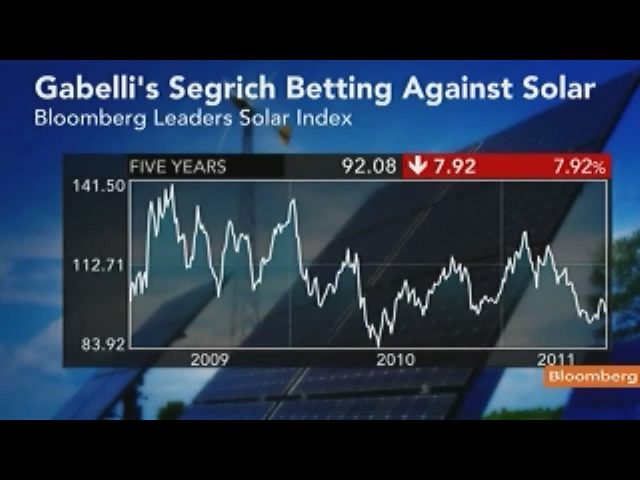 Gabelli's Segrich Betting Against Solar
Bloomberg Leaders Solar Index
FIVE YEARS 92.08 7.92 7.92%
141.50
112.71
83.92
2009 2010 2011
Bloomberg